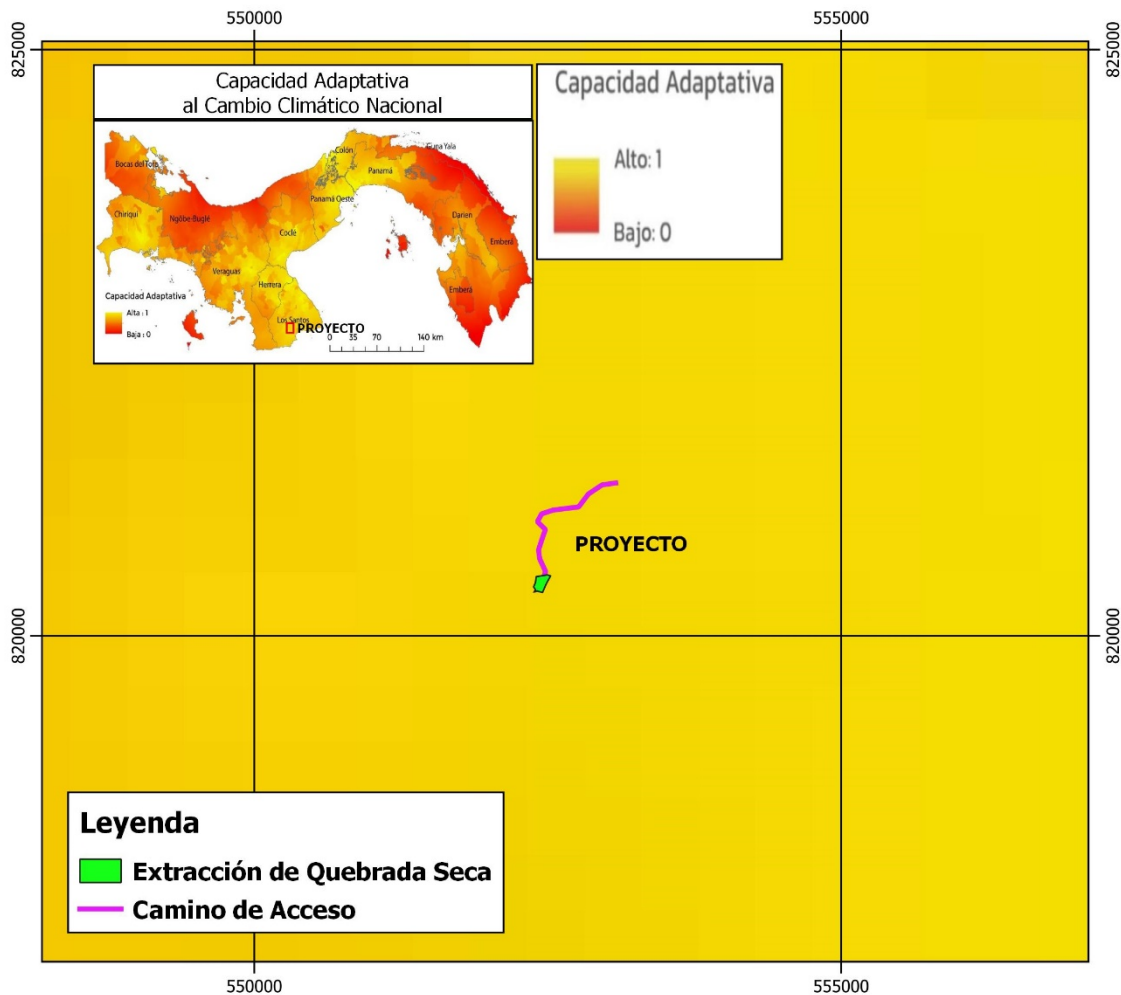 550000
555000
825000
825000
Capacidad Adaptativa
al Cambio Climático Nacional
Bocas del Toro
Chiriquí
Ngöbe-Buglé
Veraguas
Herrera
Los Santos
Coclé
Colón
Panamá Oeste
Panamá
Guna Yala
Darien
Emberá
Emberá
PROYECTO
Capacidad Adaptativa
Alta : 1
Baja : 0
0 35 70 140 km
Capacidad Adaptativa
Alto: 1
Bajo: 0
PROYECTO
820000
820000
Leyenda
Extracción de Quebrada Seca
Camino de Acceso
550000
555000